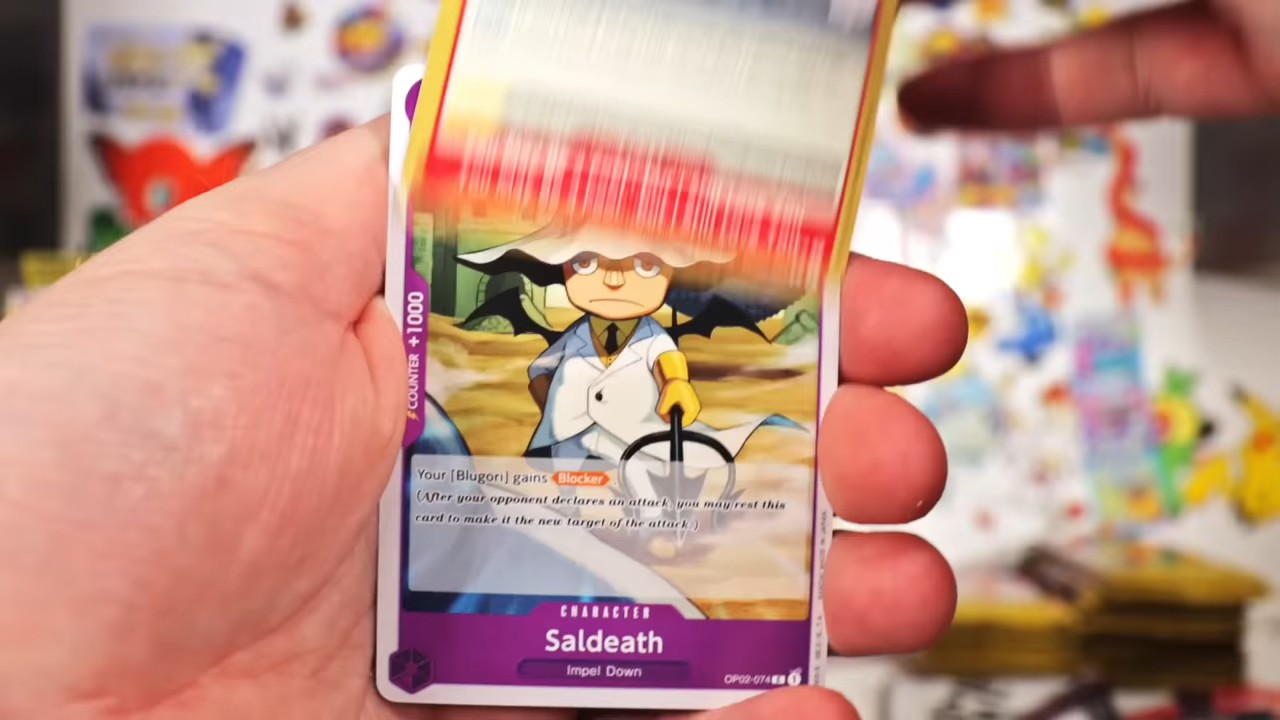 COUNTER +1000
Your [Blugori] gains Blocker
(After your opponent declares an attack, you may rest this
card to make it the new target of the attack.)
CHARACTER
Saldeath
Impel Down
OP02-074